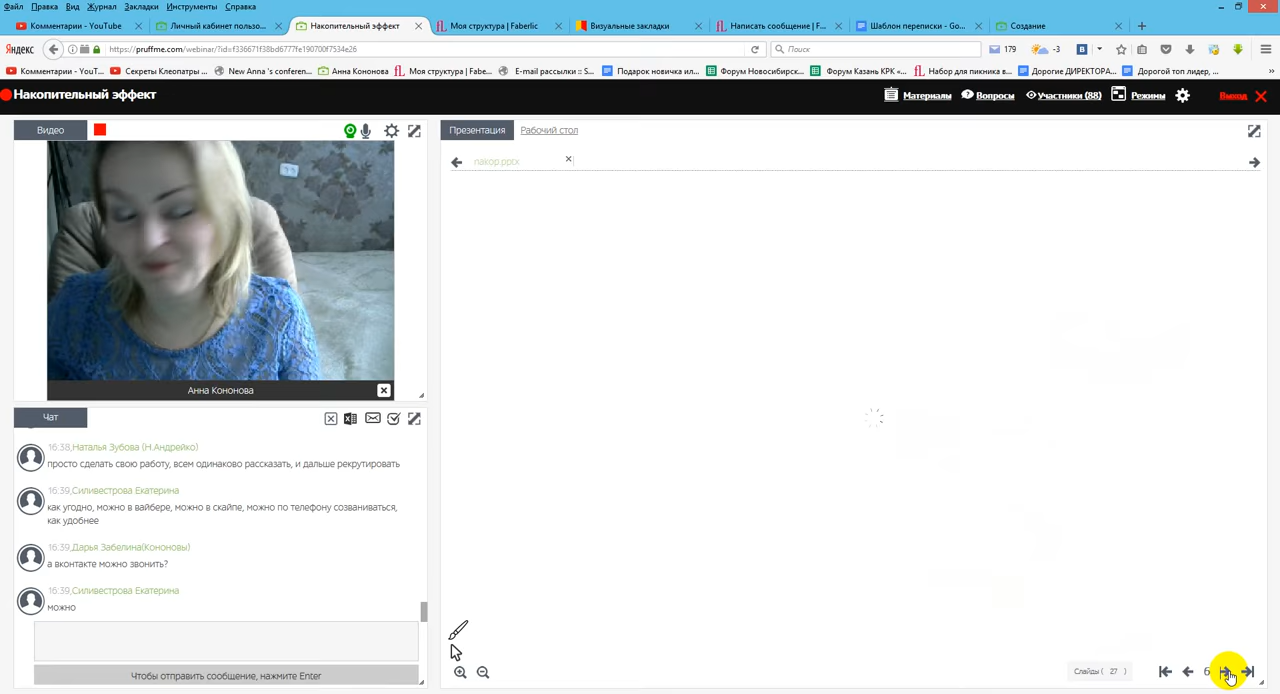 Файл Правка Вид Журнал Закладки Инструменты Справка
Комментарии - YouTube
Личный кабинет пользо...
Накопительный эффект
Моя структура | Faberlic
Визуальные закладки
Написать сообщение | F...
Шаблон переписки - Go...
Создание
Яндекс
https://pruffme.com/webinar/?id=f336671f38bd6777fe190700f7534e26
Поиск
179
-3
Комментарии - YouT...
Секреты Клеопатры ...
New Anna 's conferen...
Анна Кононова
Моя структура | Fabe...
E-mail рассылки :: S...
Подарок новичка ил...
Форум Новосибирс...
Форум Казань КРК «...
Набор для пикника в...
Дорогие ДИРЕКТОРА...
Дорогой топ лидер, ...
Накопительный эффект
Материалы
Вопросы
Участники (88)
Режимы
Выход
Видео
Анна Кононова
Презентация
Рабочий стол
nakop.pptx
Чат
16:38,Наталья Зубова (Н.Андрейко)
просто сделать свою работу, всем одинаково рассказать, и дальше рекрутировать
16:39,Силивестрова Екатерина
как угодно, можно в вайбере, можно в скайпе, можно по телефону созваниваться,
как удобнее
16:39,Дарья Забелина(Кононовы)
а вконтакте можно звонить?
16:39,Силивестрова Екатерина
можно
Чтобы отправить сообщение, нажмите Enter
Слайды ( 27 )
6